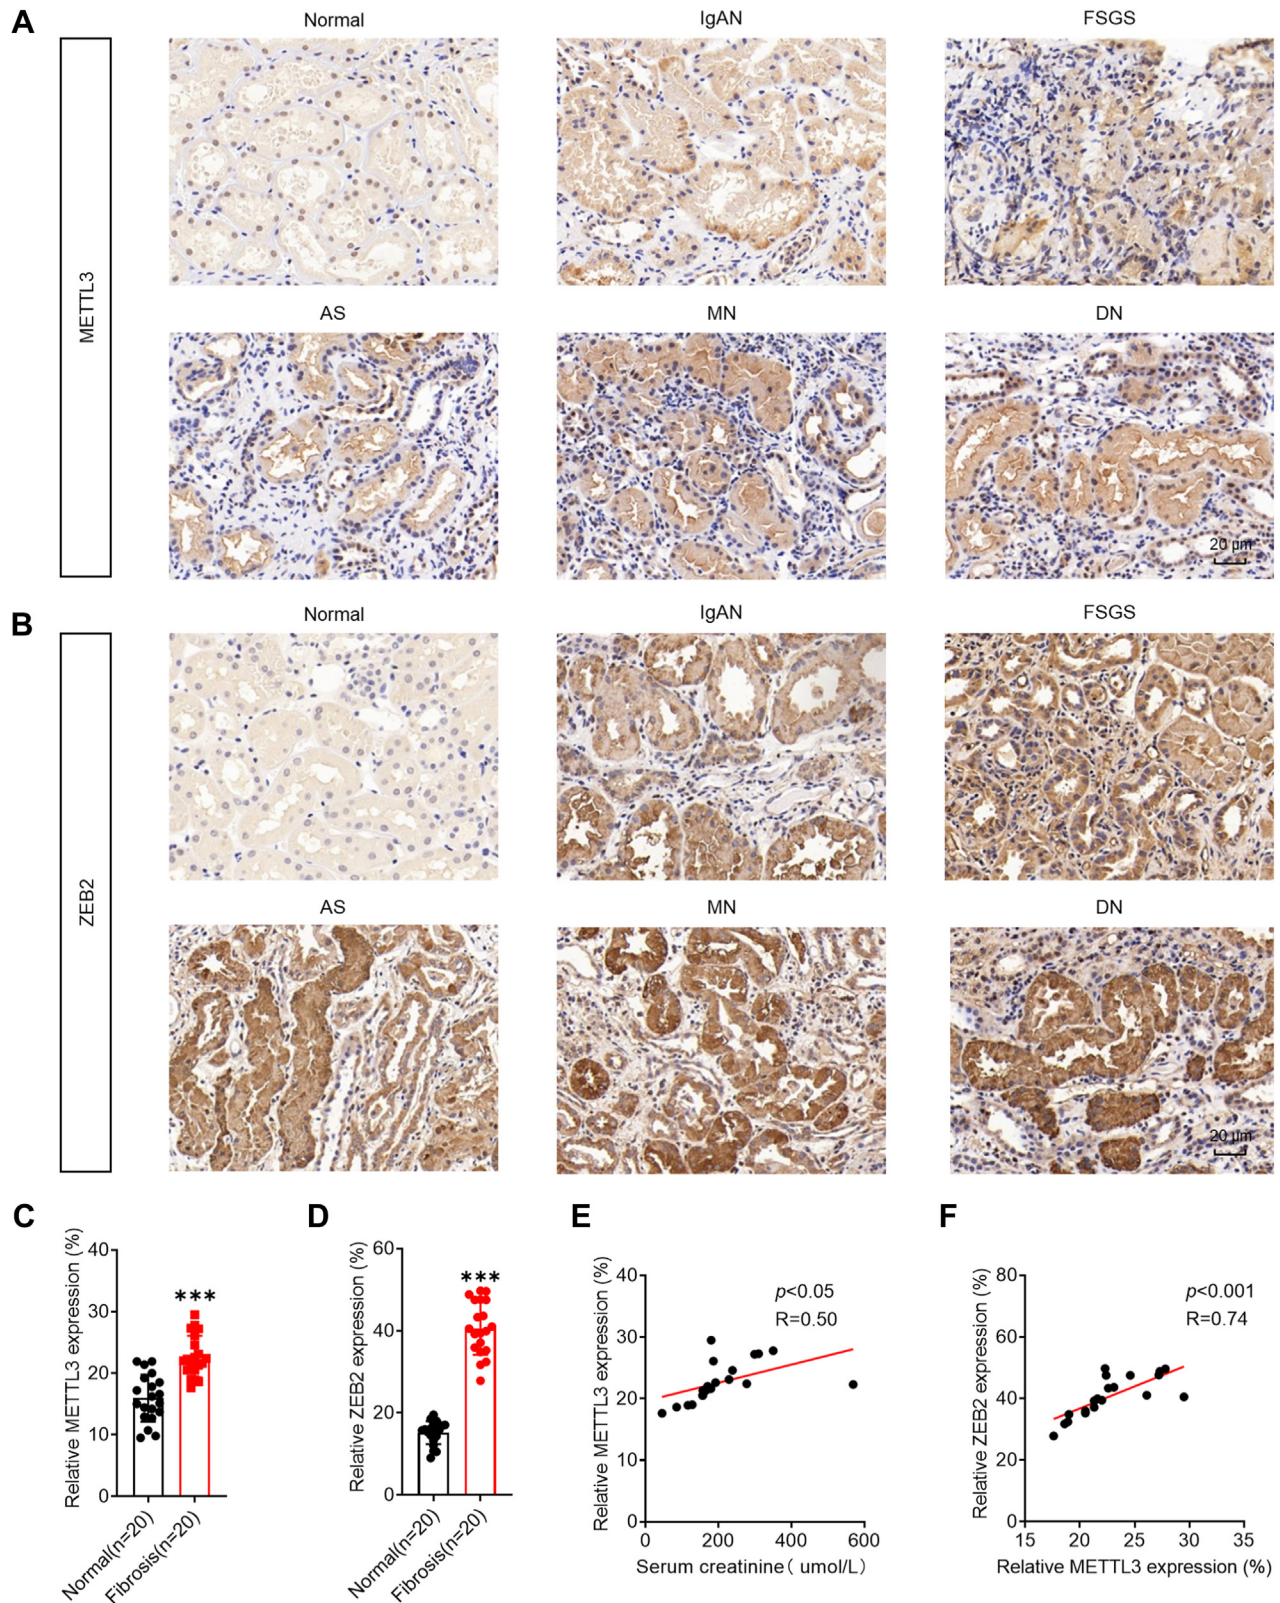 A
Normal
IgAN
FSGS
METTL3
AS
MN
DN
20 µm
B
Normal
IgAN
FSGS
ZEB2
AS
MN
DN
20 µm
C
Relative METTL3 expression (%)
40
30
20
10
0
***
Normal(n=20)
Fibrosis(n=20)
D
Relative ZEB2 expression (%)
60
40
20
0
***
Normal(n=20)
Fibrosis(n=20)
E
Relative METTL3 expression (%)
40
30
20
10
0
p<0.05
R=0.50
0 200 400 600
Serum creatinine( umol/L)
F
Relative ZEB2 expression (%)
80
60
40
20
0
p<0.001
R=0.74
15 20 25 30 35
Relative METTL3 expression (%)